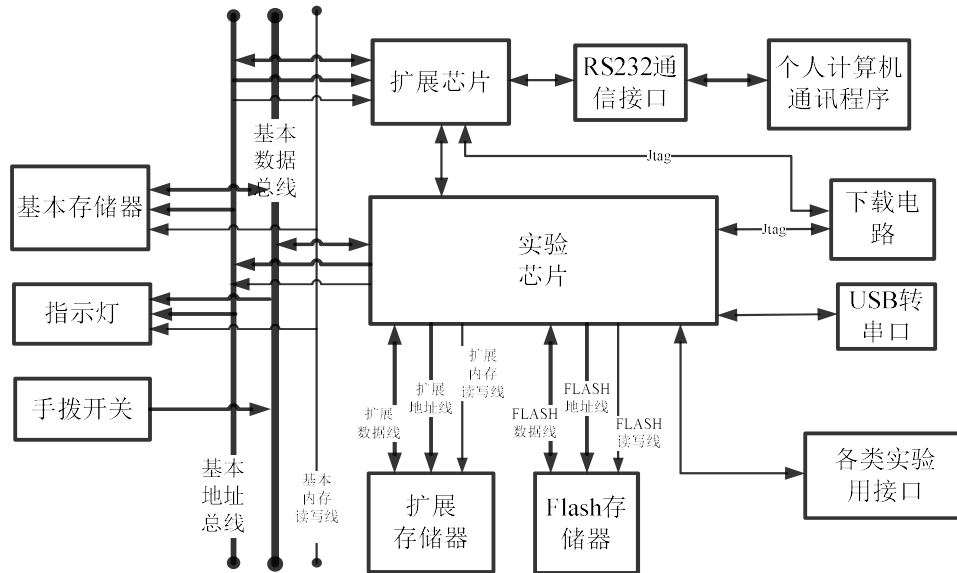 扩展芯片
RS232通
信接口
个人计算机
通讯程序
基本
数据
总线
Jtag
基本存储器
下载电
路
实验
芯片
Jtag
指示灯
USB转
串口
手拨开关
扩展
数据线
扩展
地址线
扩展
内存
读写线
FLASH
数据线
FLASH
地址线
FLASH
读写线
基本
地址
总线
基本
内存
读写线
各类实验
用接口
扩展
存储器
Flash存
储器